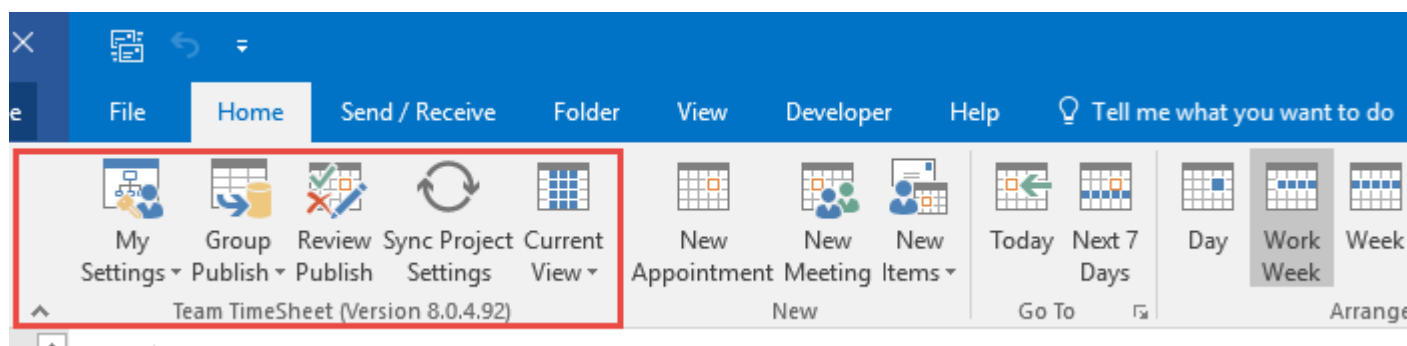 e File Home Send / Receive Folder View Developer Help Tell me what you want to do
My Group Review Sync Project Current New New New Today Next 7 Day Work Week
Settings Publish Publish Settings View Appointment Meeting Items Days Week
Team TimeSheet (Version 8.0.4.92) New Go To Arrange